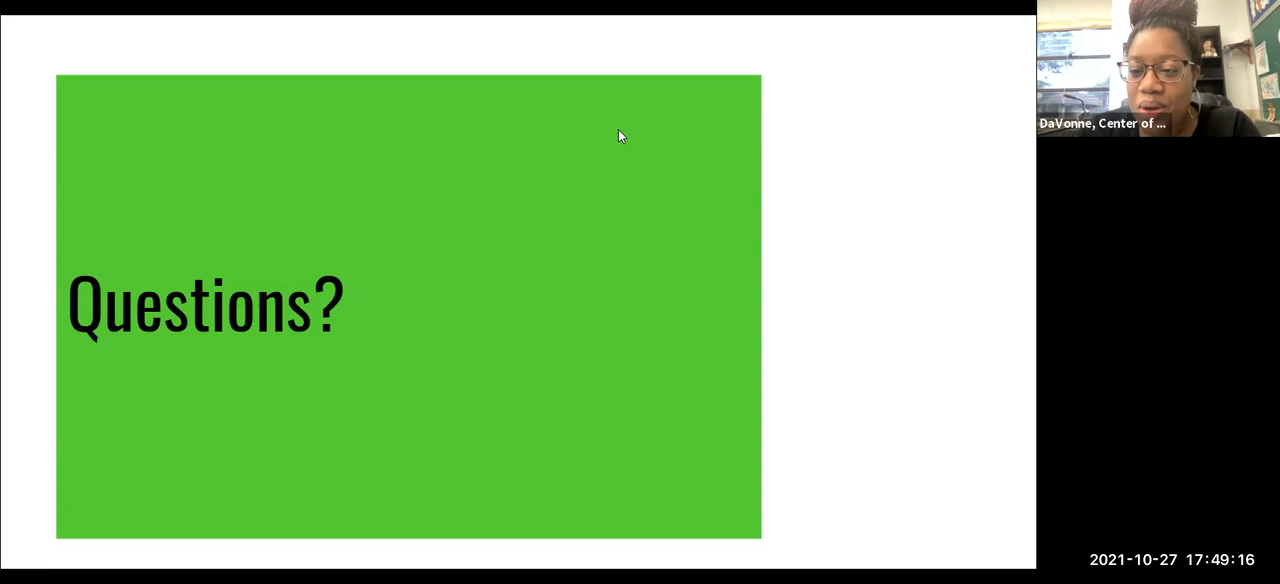 Questions?
DaVonne, Center of ...
2021-10-27 17:49:16